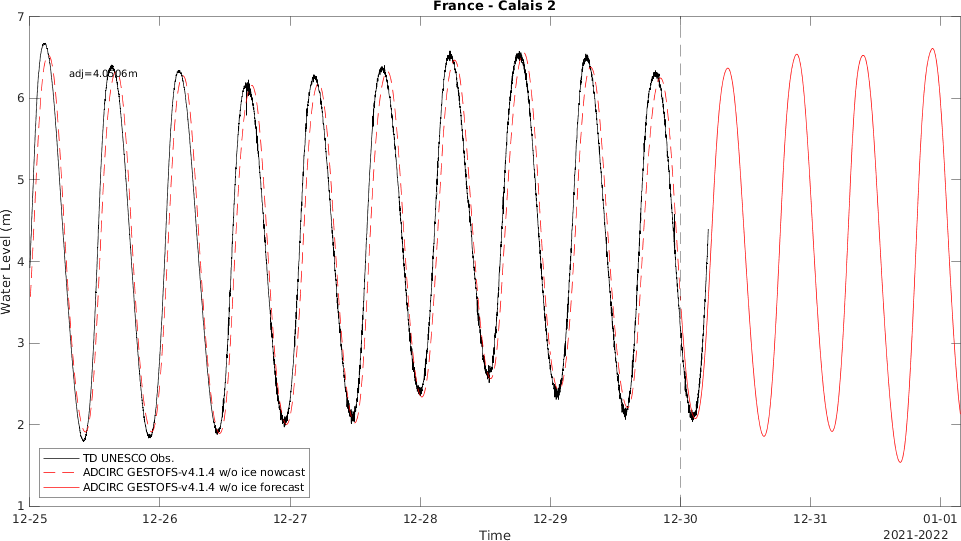 France - Calais 2
7
adj=4.0506m
6
5
4
3
2
1
Water Level (m)
TD UNESCO Obs.
ADCIRC GESTOFS-v4.1.4 w/o ice nowcast
ADCIRC GESTOFS-v4.1.4 w/o ice forecast
12-25 12-26 12-27 12-28 12-29 12-30 12-31 01-01
Time
2021-2022